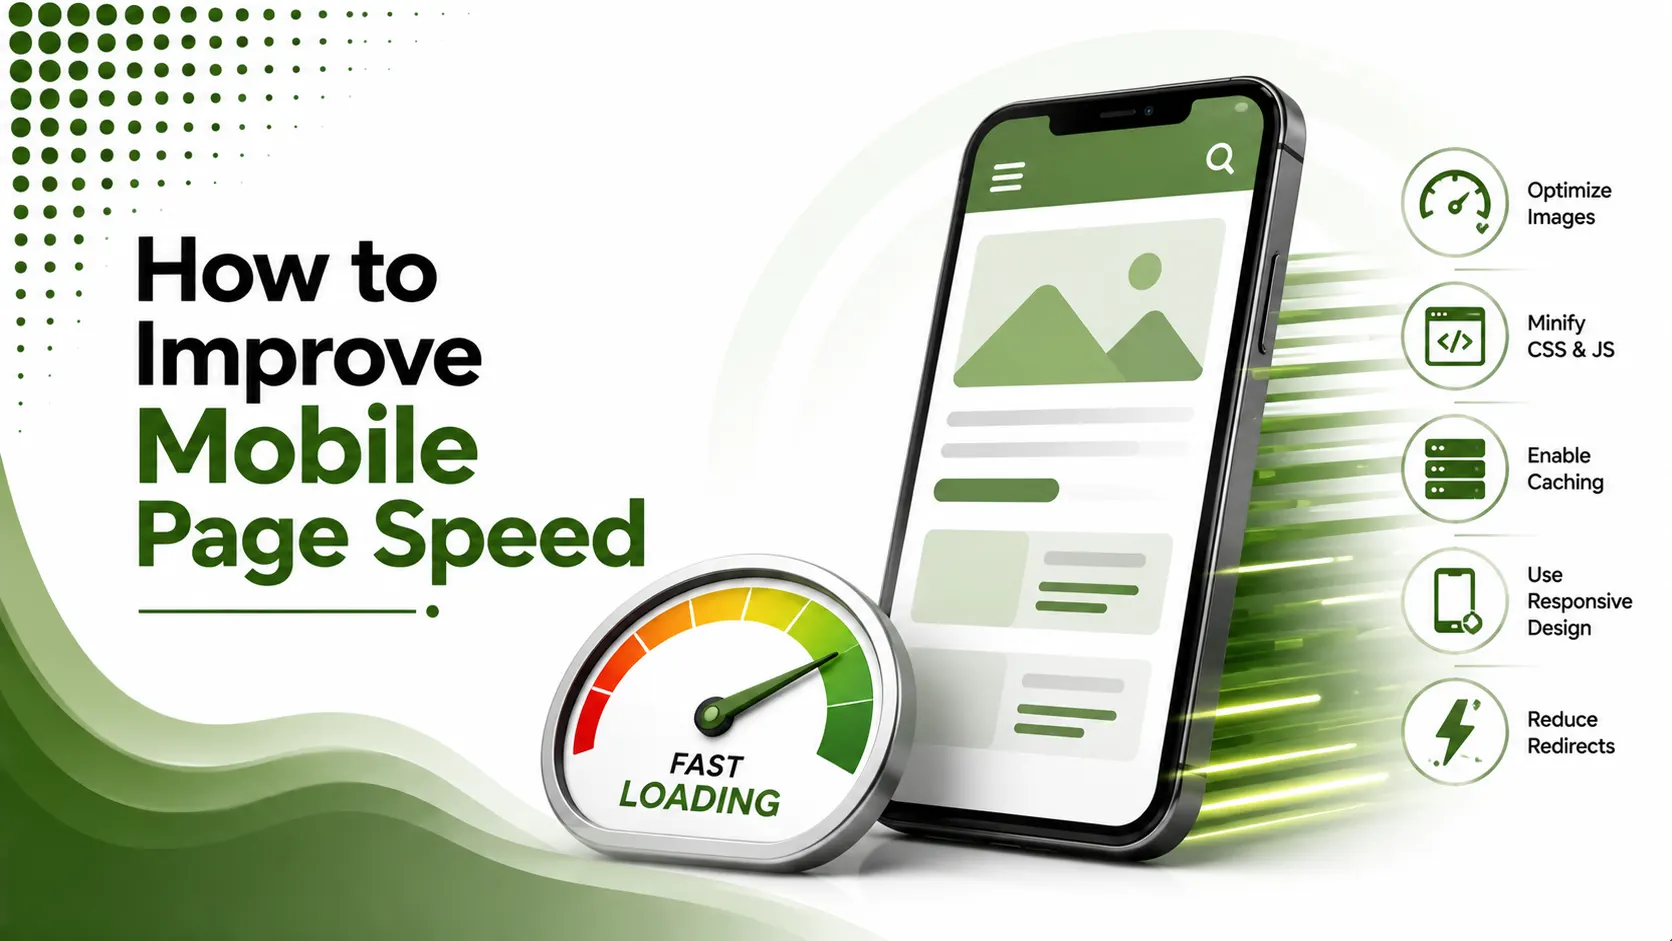 How to
Improve
Mobile
Page Speed
FAST
LOADING
Optimize
Images
</>
Minify
CSS & JS
Enable
Caching
Use
Responsive
Design
Reduce
Redirects